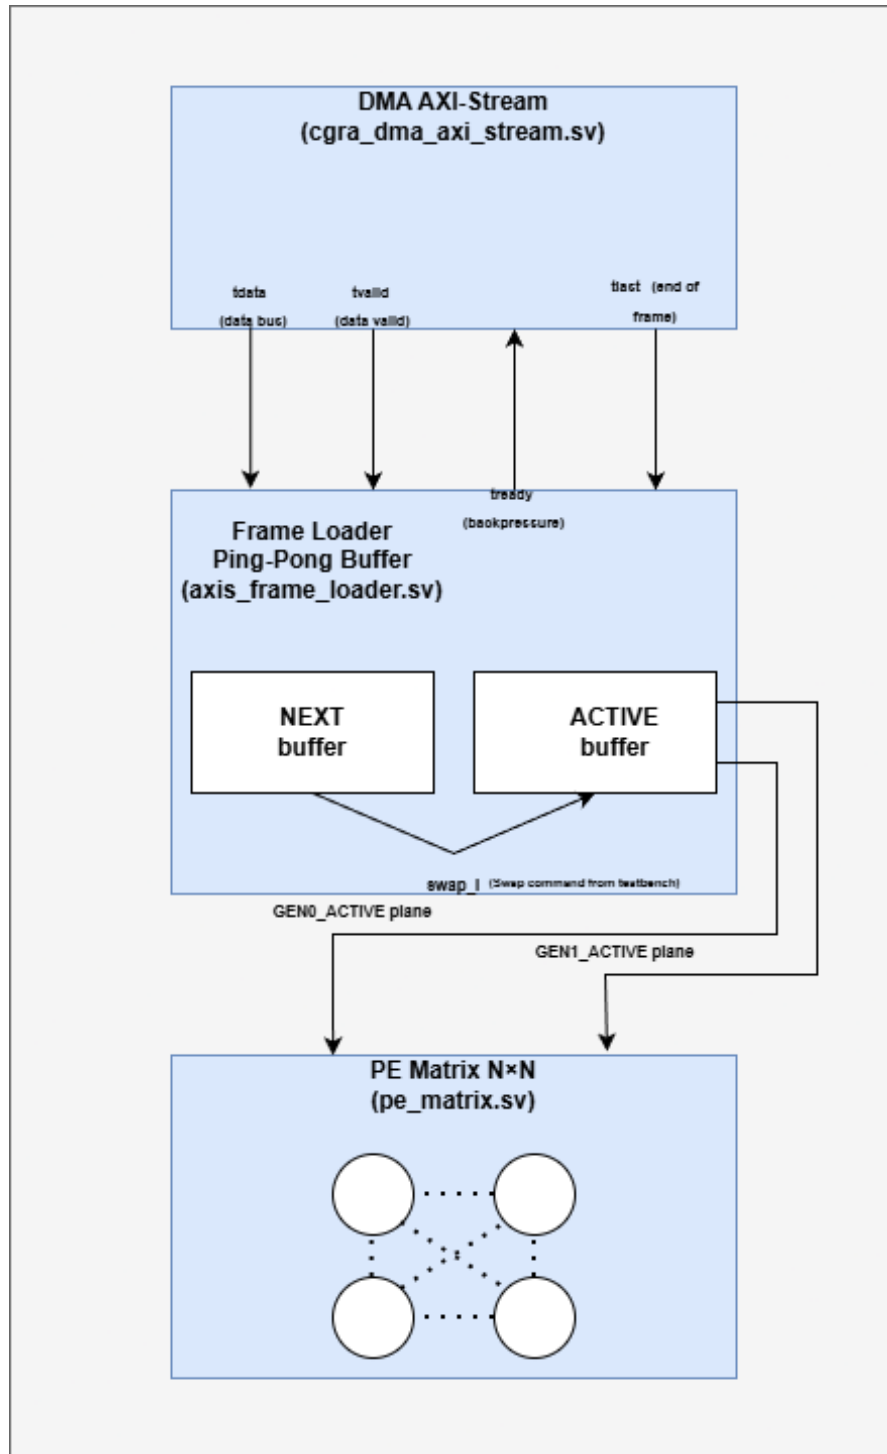 DMA AXI-Stream
(cgra_dma_axi_stream.sv)
tdata
(data bus)
tvalid
(data valid)
tlast (end of
frame)
tready
(backpressure)
Frame Loader
Ping-Pong Buffer
(axis_frame_loader.sv)
NEXT
buffer
ACTIVE
buffer
swap_i (Swap command from testbench)
GEN0_ACTIVE plane
GEN1_ACTIVE plane
PE Matrix N×N
(pe_matrix.sv)